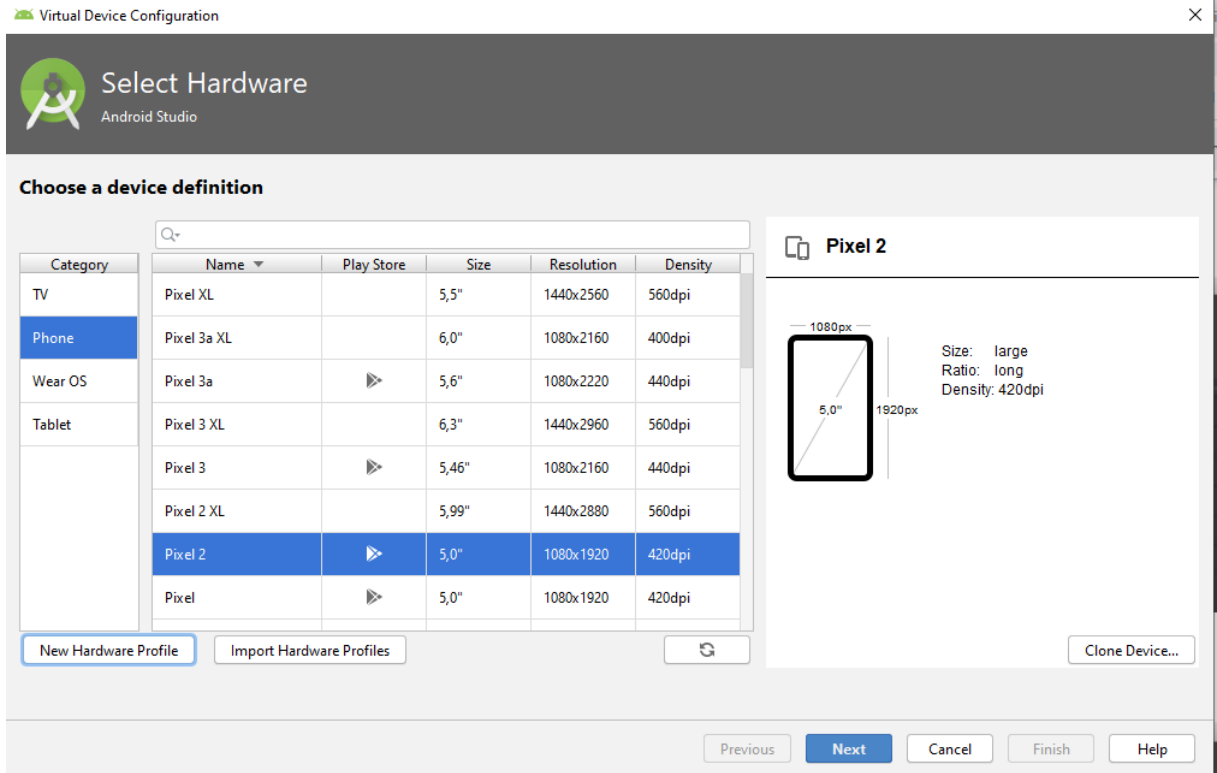 Virtual Device Configuration
Select Hardware
Android Studio
Choose a device definition
Category
TV
Phone
Wear OS
Tablet
Name Play Store Size Resolution Density
Pixel XL 5,5" 1440x2560 560dpi
Pixel 3a XL 6,0" 1080x2160 400dpi
Pixel 3a 5,6" 1080x2220 440dpi
Pixel 3 XL 6,3" 1440x2960 560dpi
Pixel 3 5,46" 1080x2160 440dpi
Pixel 2 XL 5,99" 1440x2880 560dpi
Pixel 2 5,0" 1080x1920 420dpi
Pixel 5,0" 1080x1920 420dpi
New Hardware Profile Import Hardware Profiles
Pixel 2
1080px
5,0" 1920px
Size: large
Ratio: long
Density: 420dpi
Clone Device...
Previous Next Cancel Finish Help